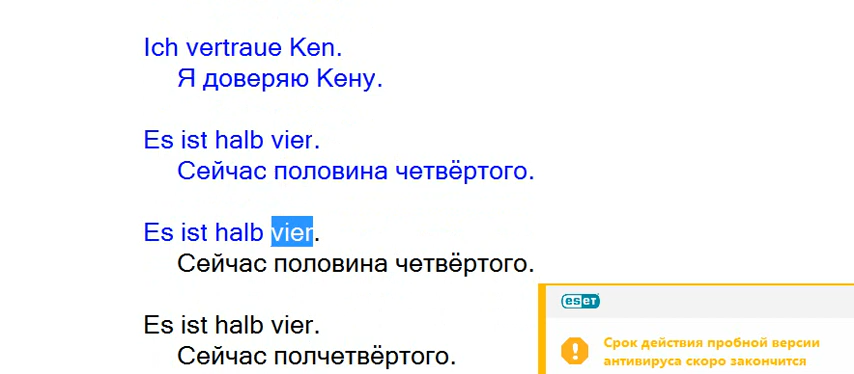 Ich vertraue Ken.
Я доверяю Кену.
Es ist halb vier.
Сейчас половина четвёртого.
Es ist halb vier.
Сейчас половина четвёртого.
Es ist halb vier.
Сейчас полчетвёртого.
eset
Срок действия пробной версии
антивируса скоро закончится